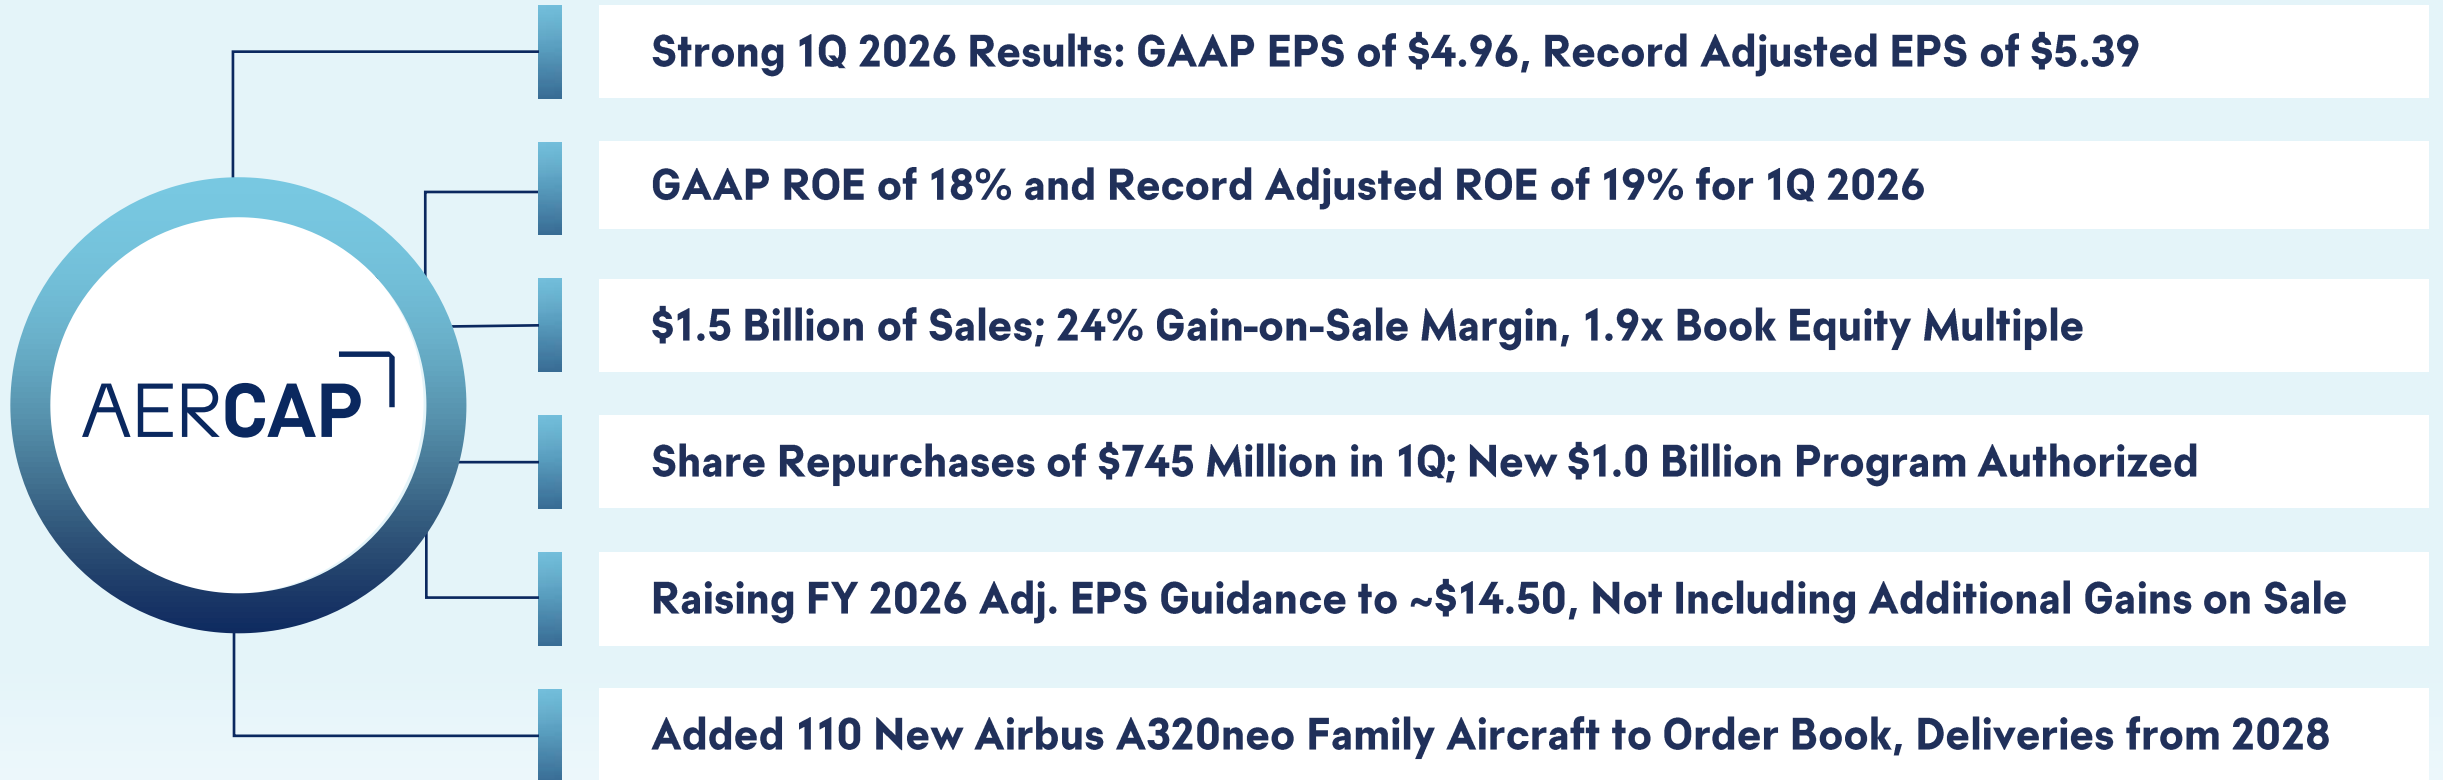 Strong 1Q 2026 Results: GAAP EPS of $4.96, Record Adjusted EPS of $5.39
GAAP ROE of 18% and Record Adjusted ROE of 19% for 1Q 2026
$1.5 Billion of Sales; 24% Gain-on-Sale Margin, 1.9x Book Equity Multiple
AERCAP
Share Repurchases of $745 Million in 1Q; New $1.0 Billion Program Authorized
Raising FY 2026 Adj. EPS Guidance to ~$14.50, Not Including Additional Gains on Sale
Added 110 New Airbus A320neo Family Aircraft to Order Book, Deliveries from 2028